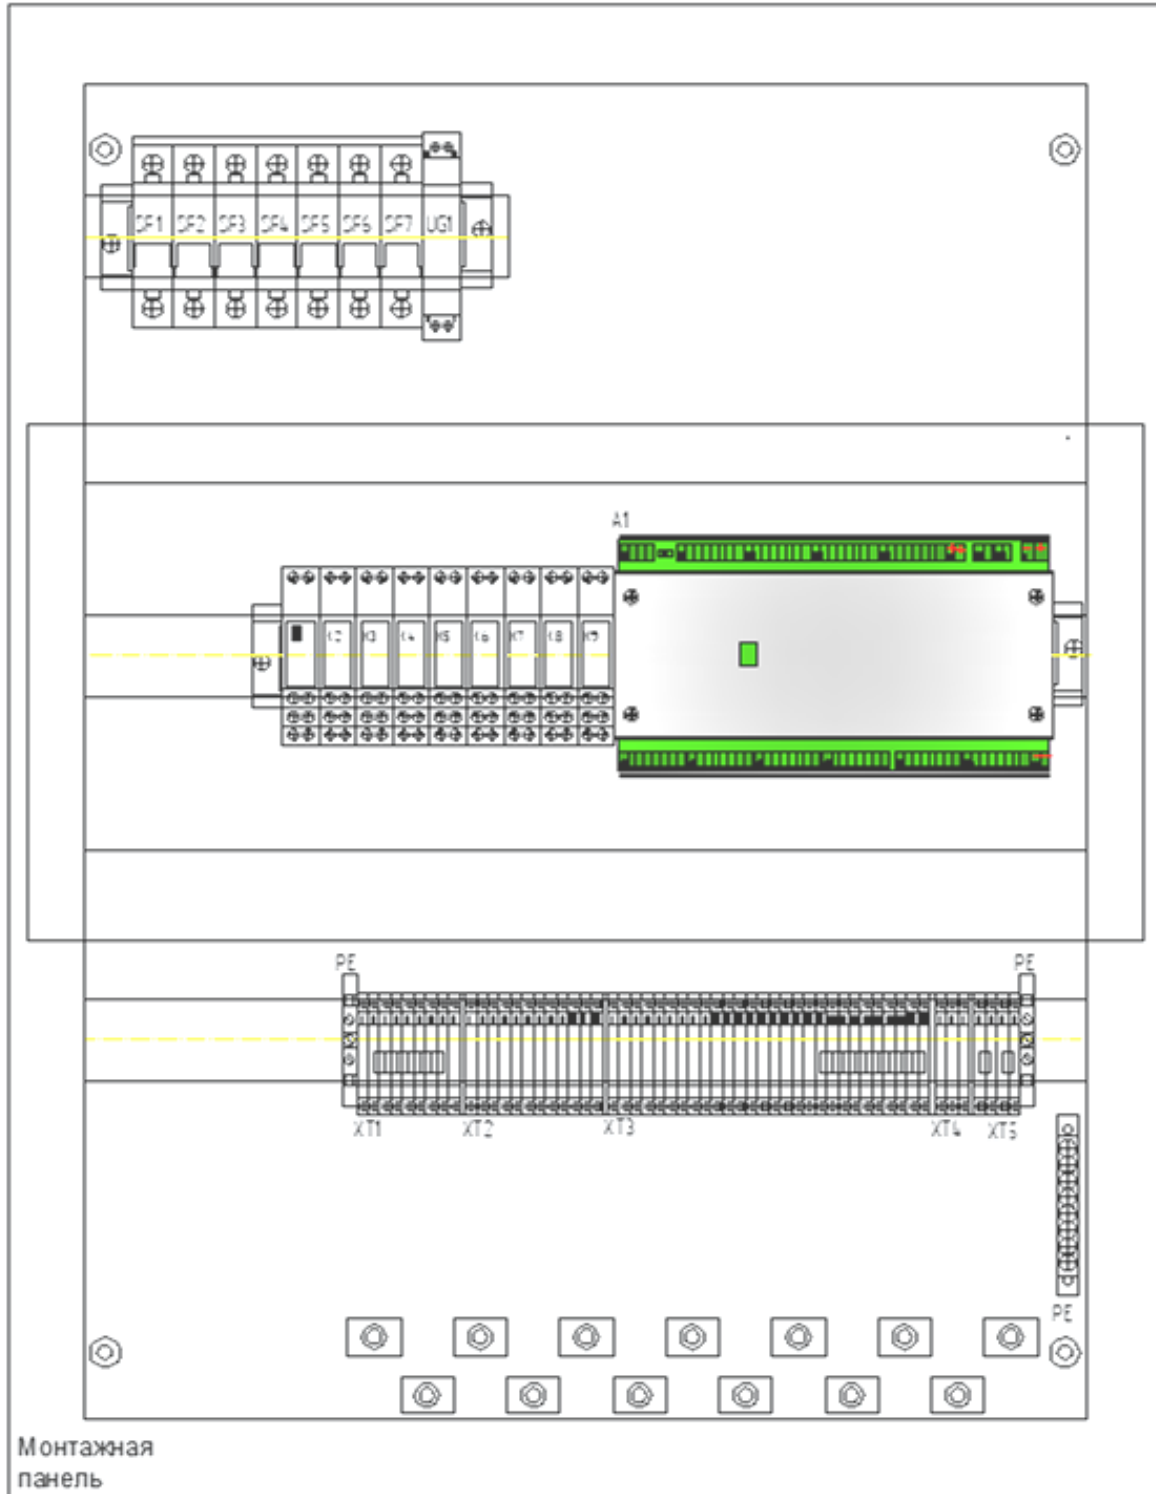 SF1 SF2 SF3 SF4 SF5 SF6 SF7 UG1
A1
K2 K3 K4 K5 K6 K7 K8 K9
PE PE
XT1 XT2 XT3 XT4 XT5
PE
Монтажная
панель